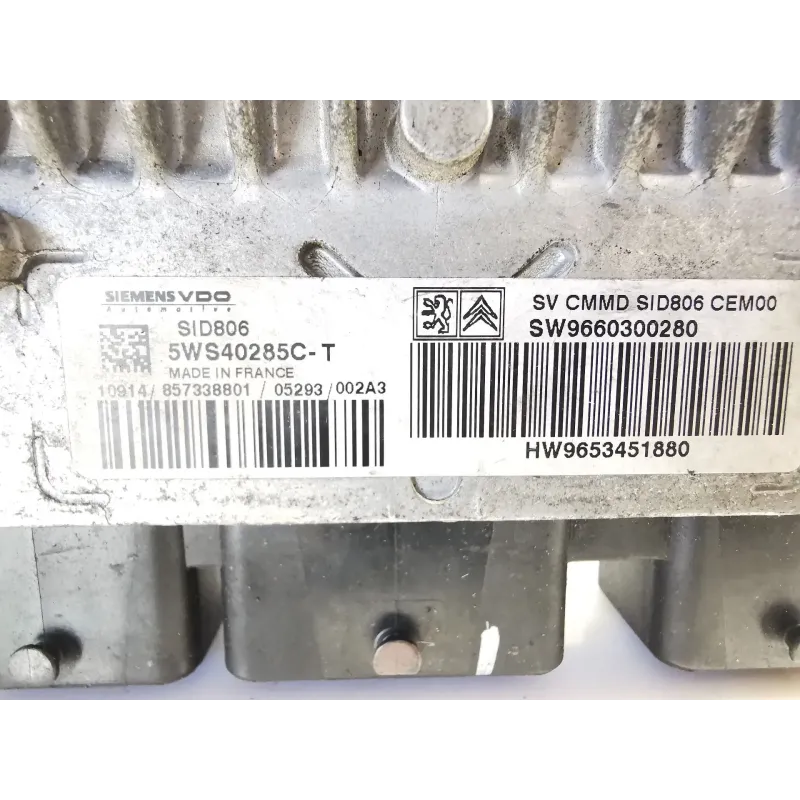 SIEMENS VDO
Automotive
SID806
5WS40285C-T
MADE IN FRANCE
10914/ 857338801 / 05293/ 002A3
SV CMMD SID806 CEM00
SW9660300280
HW9653451880